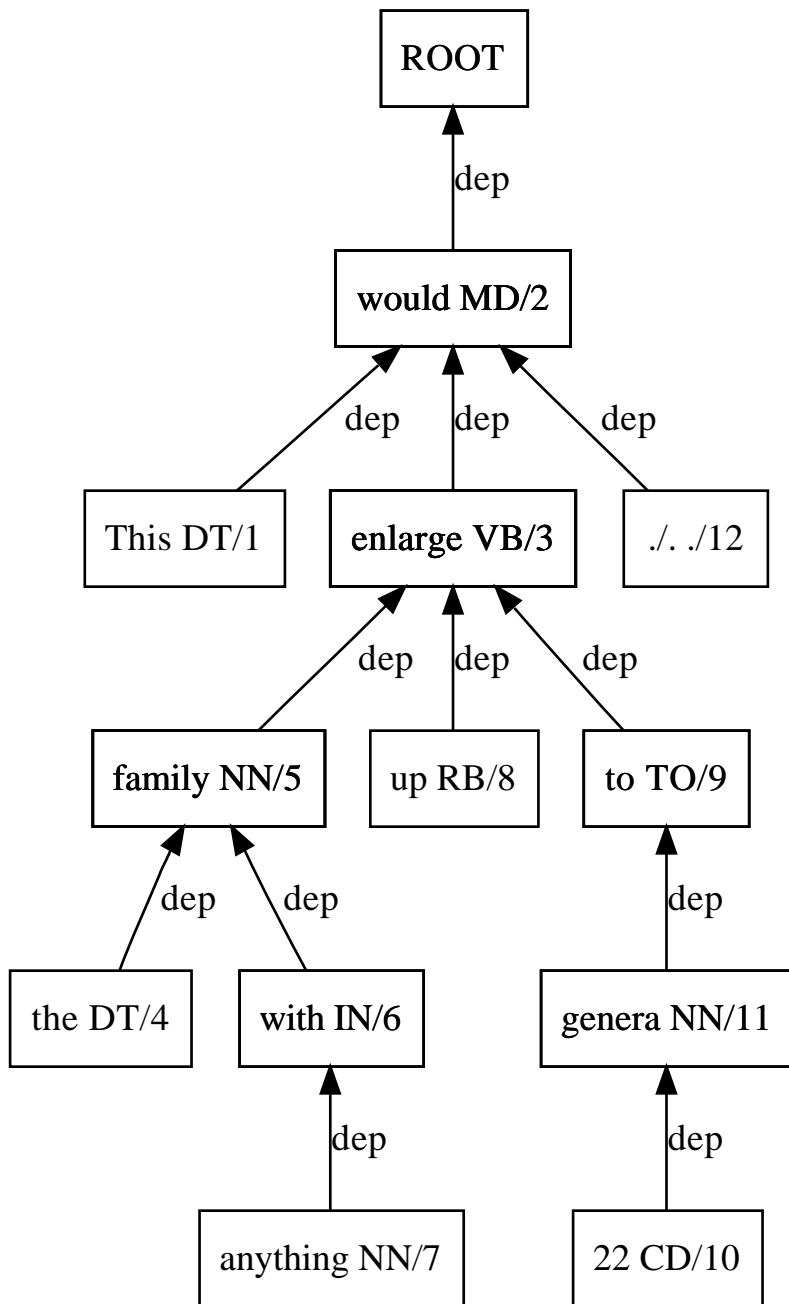 ROOT
dep
would MD/2
dep dep dep
This DT/1 enlarge VB/3 ./. ./12
dep dep dep
family NN/5 up RB/8 to TO/9
dep dep dep
the DT/4 with IN/6 genera NN/11
dep dep
anything NN/7 22 CD/10